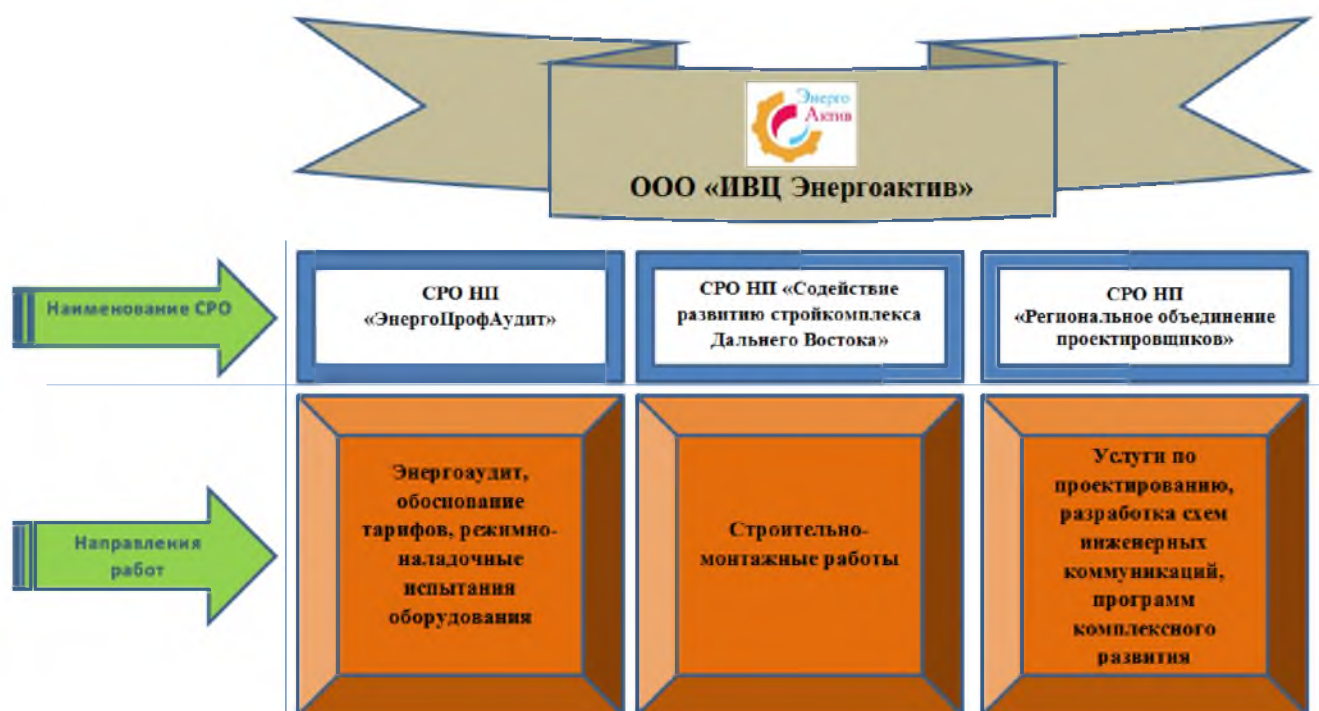 Энерго
Актив
ООО «ИВЦ Энергоактив»
Наименование СРО
СРО НП
«ЭнергоПрофАудит»
СРО НП «Содействие
развитию стройкомплекса
Дальнего Востока»
СРО НП
«Региональное объединение
проектировщиков»
Направления
работ
Энергоаудит,
обоснование
тарифов, режимно-
наладочные
испытания
оборудования
Строительно-
монтажные работы
Услуги по
проектированию,
разработка схем
инженерных
коммуникаций,
программ
комплексного
развития